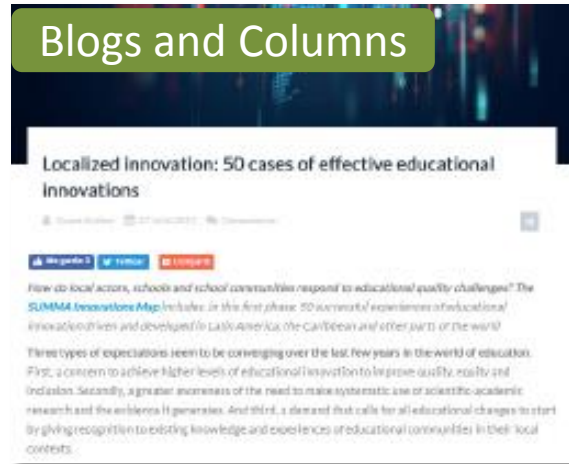 Blogs and Columns
Localized innovation: 50 cases of effective educational
innovations
Me gusta
Twittear
How do local actors, schools and school communities respond to educational quality challenges? The
SUMMA Innovations Map includes, in this first phase, 50 successful experiences of educational
innovation driven and developed in Latin America, the Caribbean and other parts of the world
Three types of expectations seem to be converging over the last few years in the world of education.
First, a concern to achieve higher levels of educational innovation to improve quality, equity and
inclusion. Secondly, a greater awareness of the need to make systematic use of scientific-academic
research and the evidence it generates. And third, a demand that calls for all educational changes to start
by giving recognition to existing knowledge and experiences of educational communities in their local
contexts.